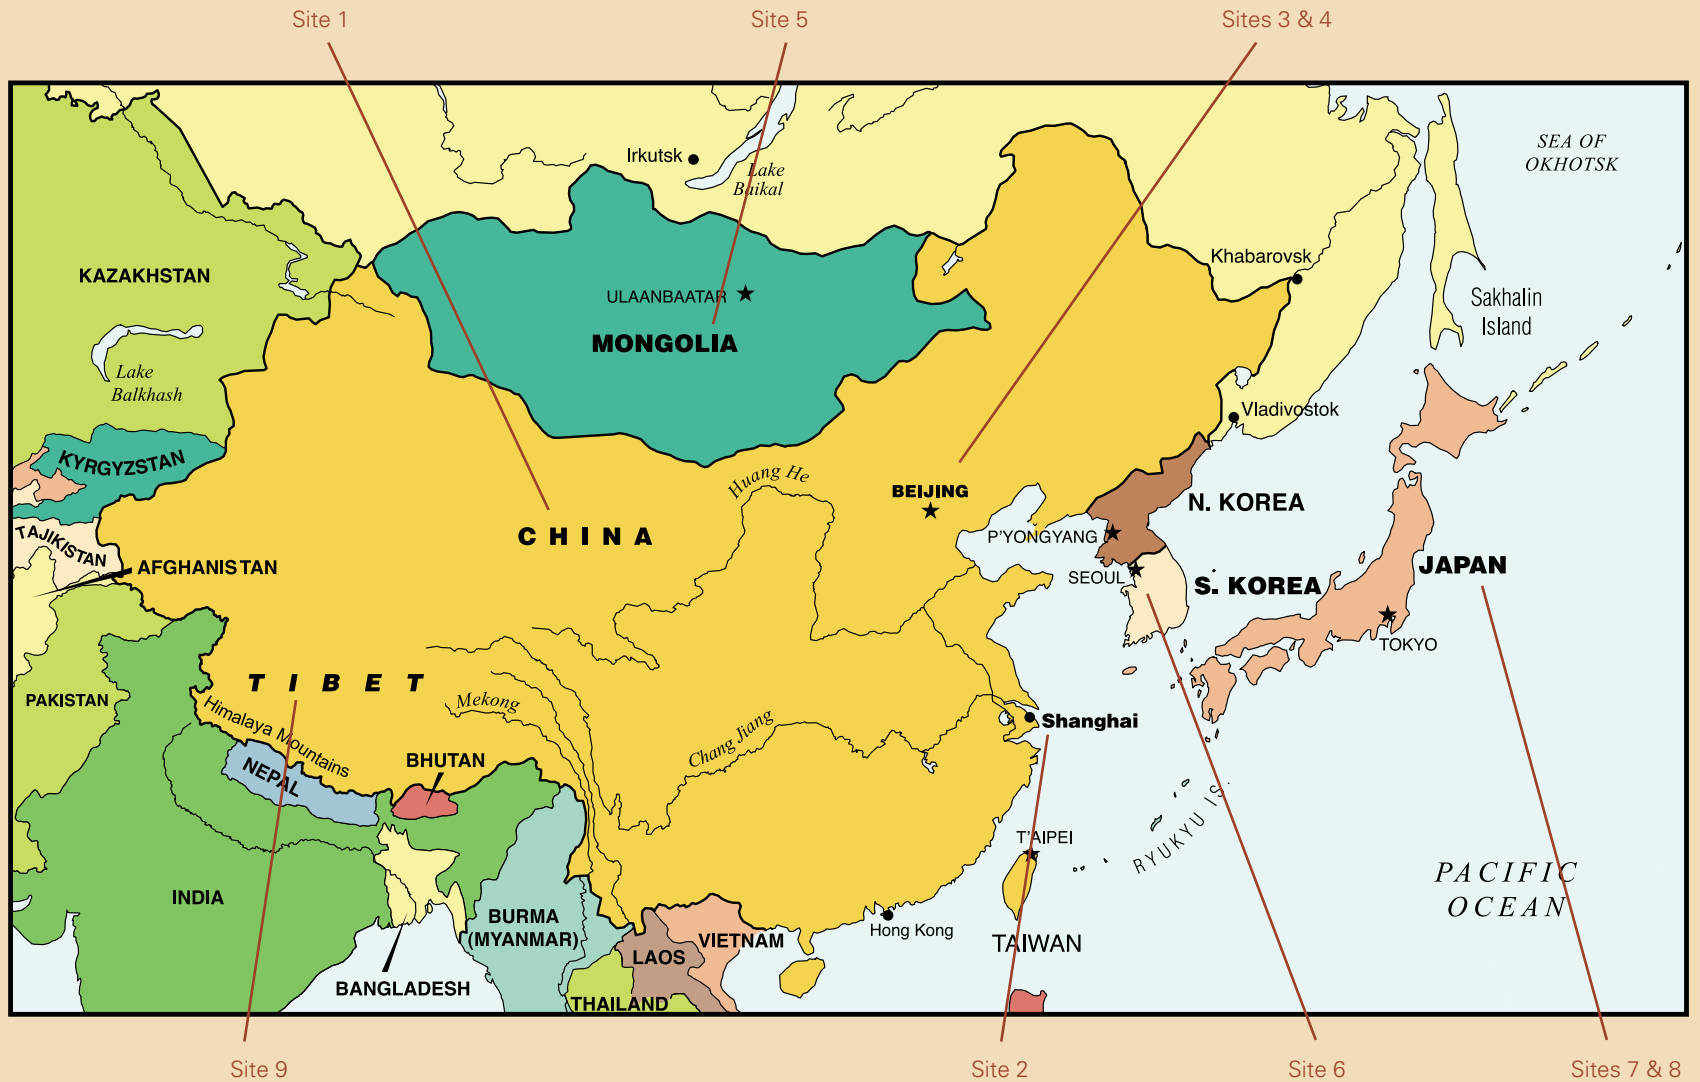 Site 1
Site 5
Sites 3 & 4
SEA OF
OKHOTSK
Irkutsk
Lake
Baikal
Khabarovsk
KAZAKHSTAN
ULAANBAATAR
MONGOLIA
Sakhalin
Island
Lake
Balkhash
Vladivostok
KYRGYZSTAN
Huang He
BEIJING
N. KOREA
CHINA
P'YONGYANG
TAJIKISTAN
AFGHANISTAN
SEOUL
S. KOREA
JAPAN
TOKYO
TIBET
PAKISTAN
Himalaya Mountains
Mekong
Chang Jiang
Shanghai
NEPAL
BHUTAN
RYUKYU IS.
T'AIPEI
PACIFIC
OCEAN
INDIA
BURMA
(MYANMAR)
VIETNAM
Hong Kong
TAIWAN
LAOS
BANGLADESH
THAILAND
Site 9
Site 2
Site 6
Sites 7 & 8